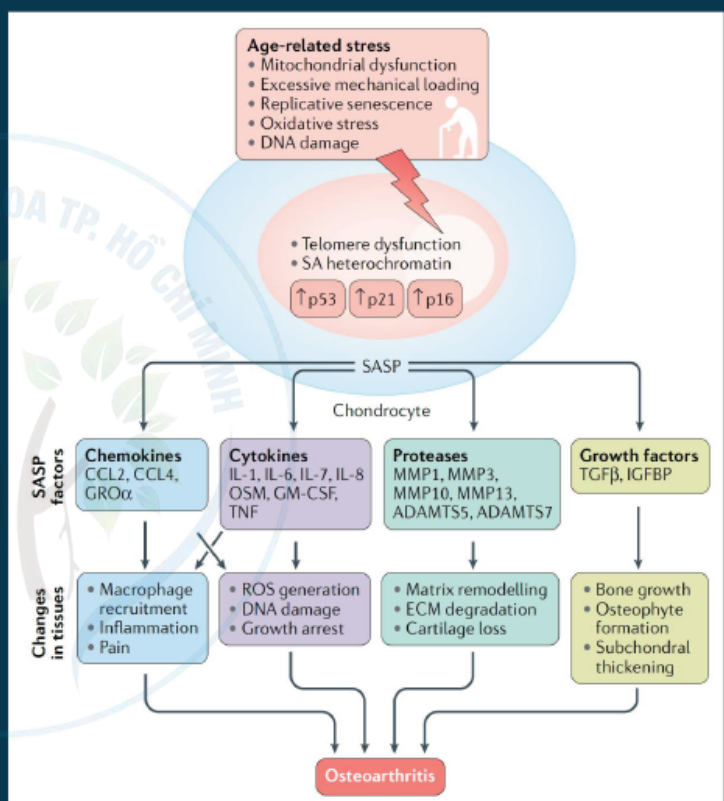 Age-related stress
• Mitochondrial dysfunction
• Excessive mechanical loading
• Replicative senescence
• Oxidative stress
• DNA damage
• Telomere dysfunction
• SA heterochromatin
↑p53
↑p21
↑p16
SASP
Chondrocyte
SASP
factors
Chemokines
CCL2, CCL4,
GROα
Cytokines
IL-1, IL-6, IL-7, IL-8
OSM, GM-CSF,
TNF
Proteases
MMP1, MMP3,
MMP10, MMP13,
ADAMTS5, ADAMTS7
Growth factors
TGFβ, IGFBP
Changes
in tissues
• Macrophage
recruitment
• Inflammation
• Pain
• ROS generation
• DNA damage
• Growth arrest
• Matrix remodelling
• ECM degradation
• Cartilage loss
• Bone growth
• Osteophyte
formation
• Subchondral
thickening
Osteoarthritis
TP. HỒ CHÍ MINH